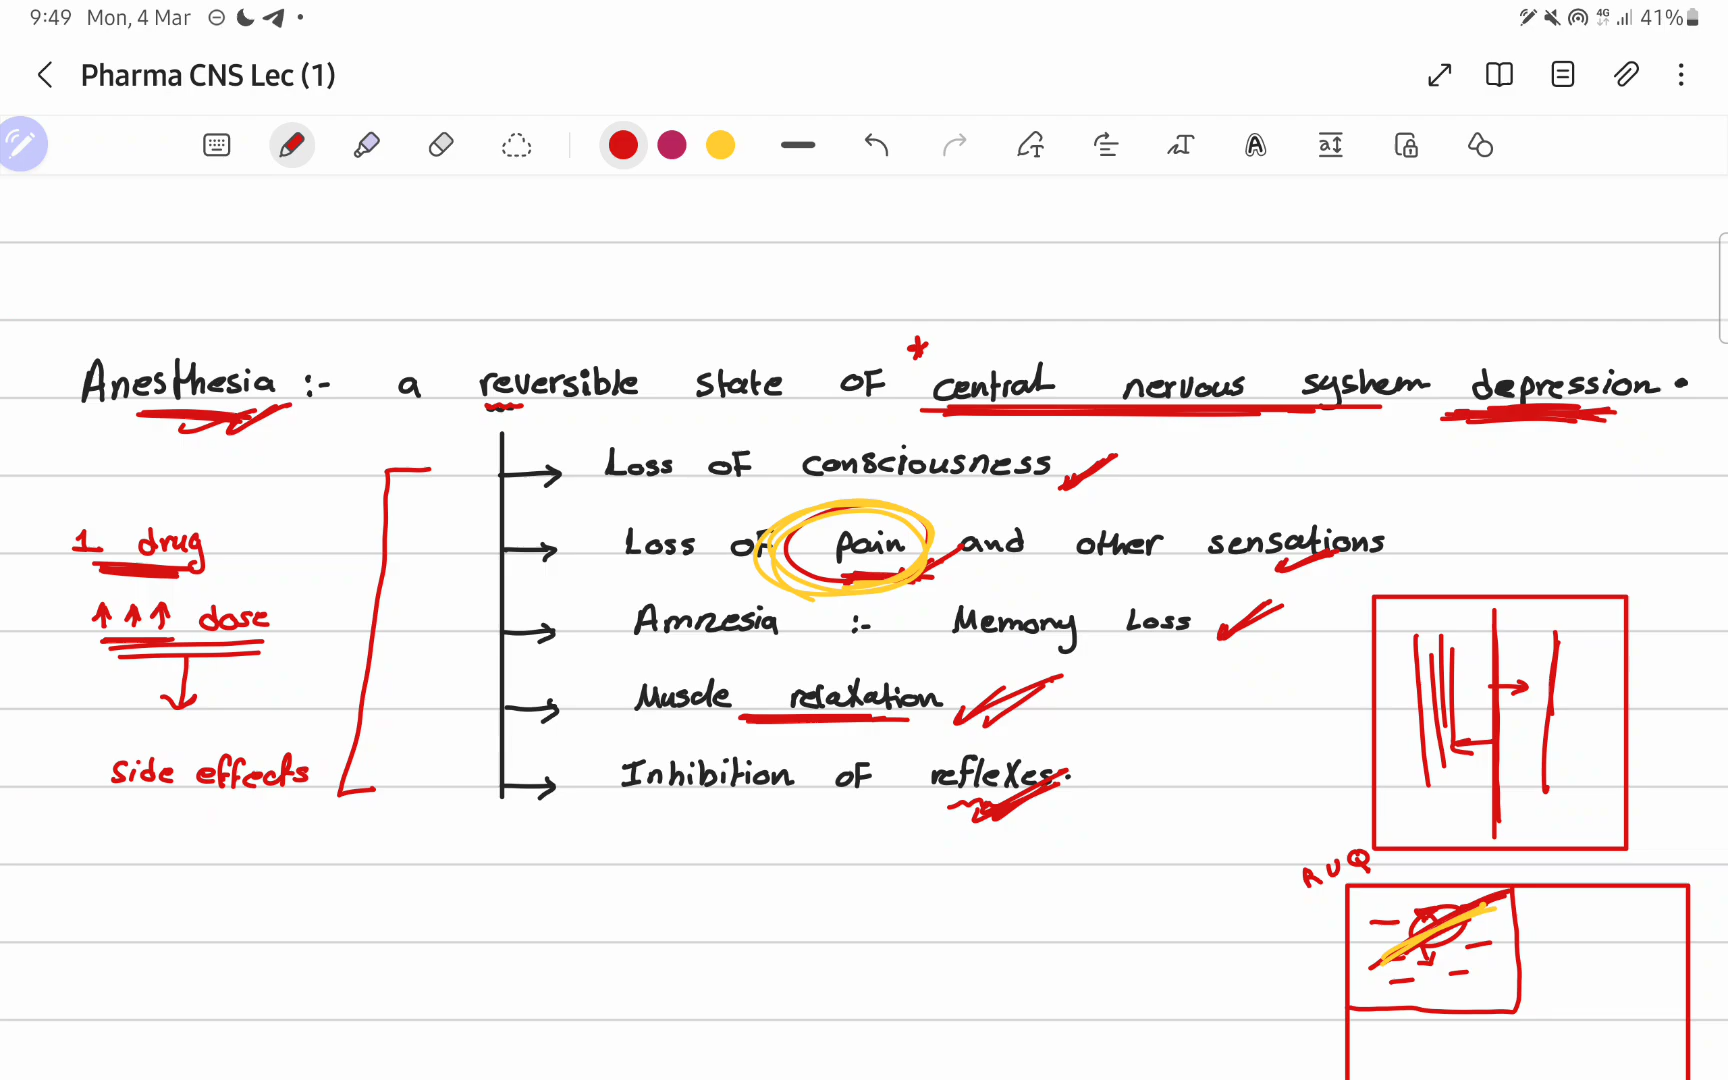 9:49 Mon, 4 Mar
4G 41%
Pharma CNS Lec (1)
Anesthesia :- a reversible state of central nervous system depression.
Loss of consciousness
Loss of pain and other sensations
Amnesia :- Memory Loss
Muscle relaxation
Inhibition of reflexes.
1 drug
↑↑↑ dose
side effects
RUQ